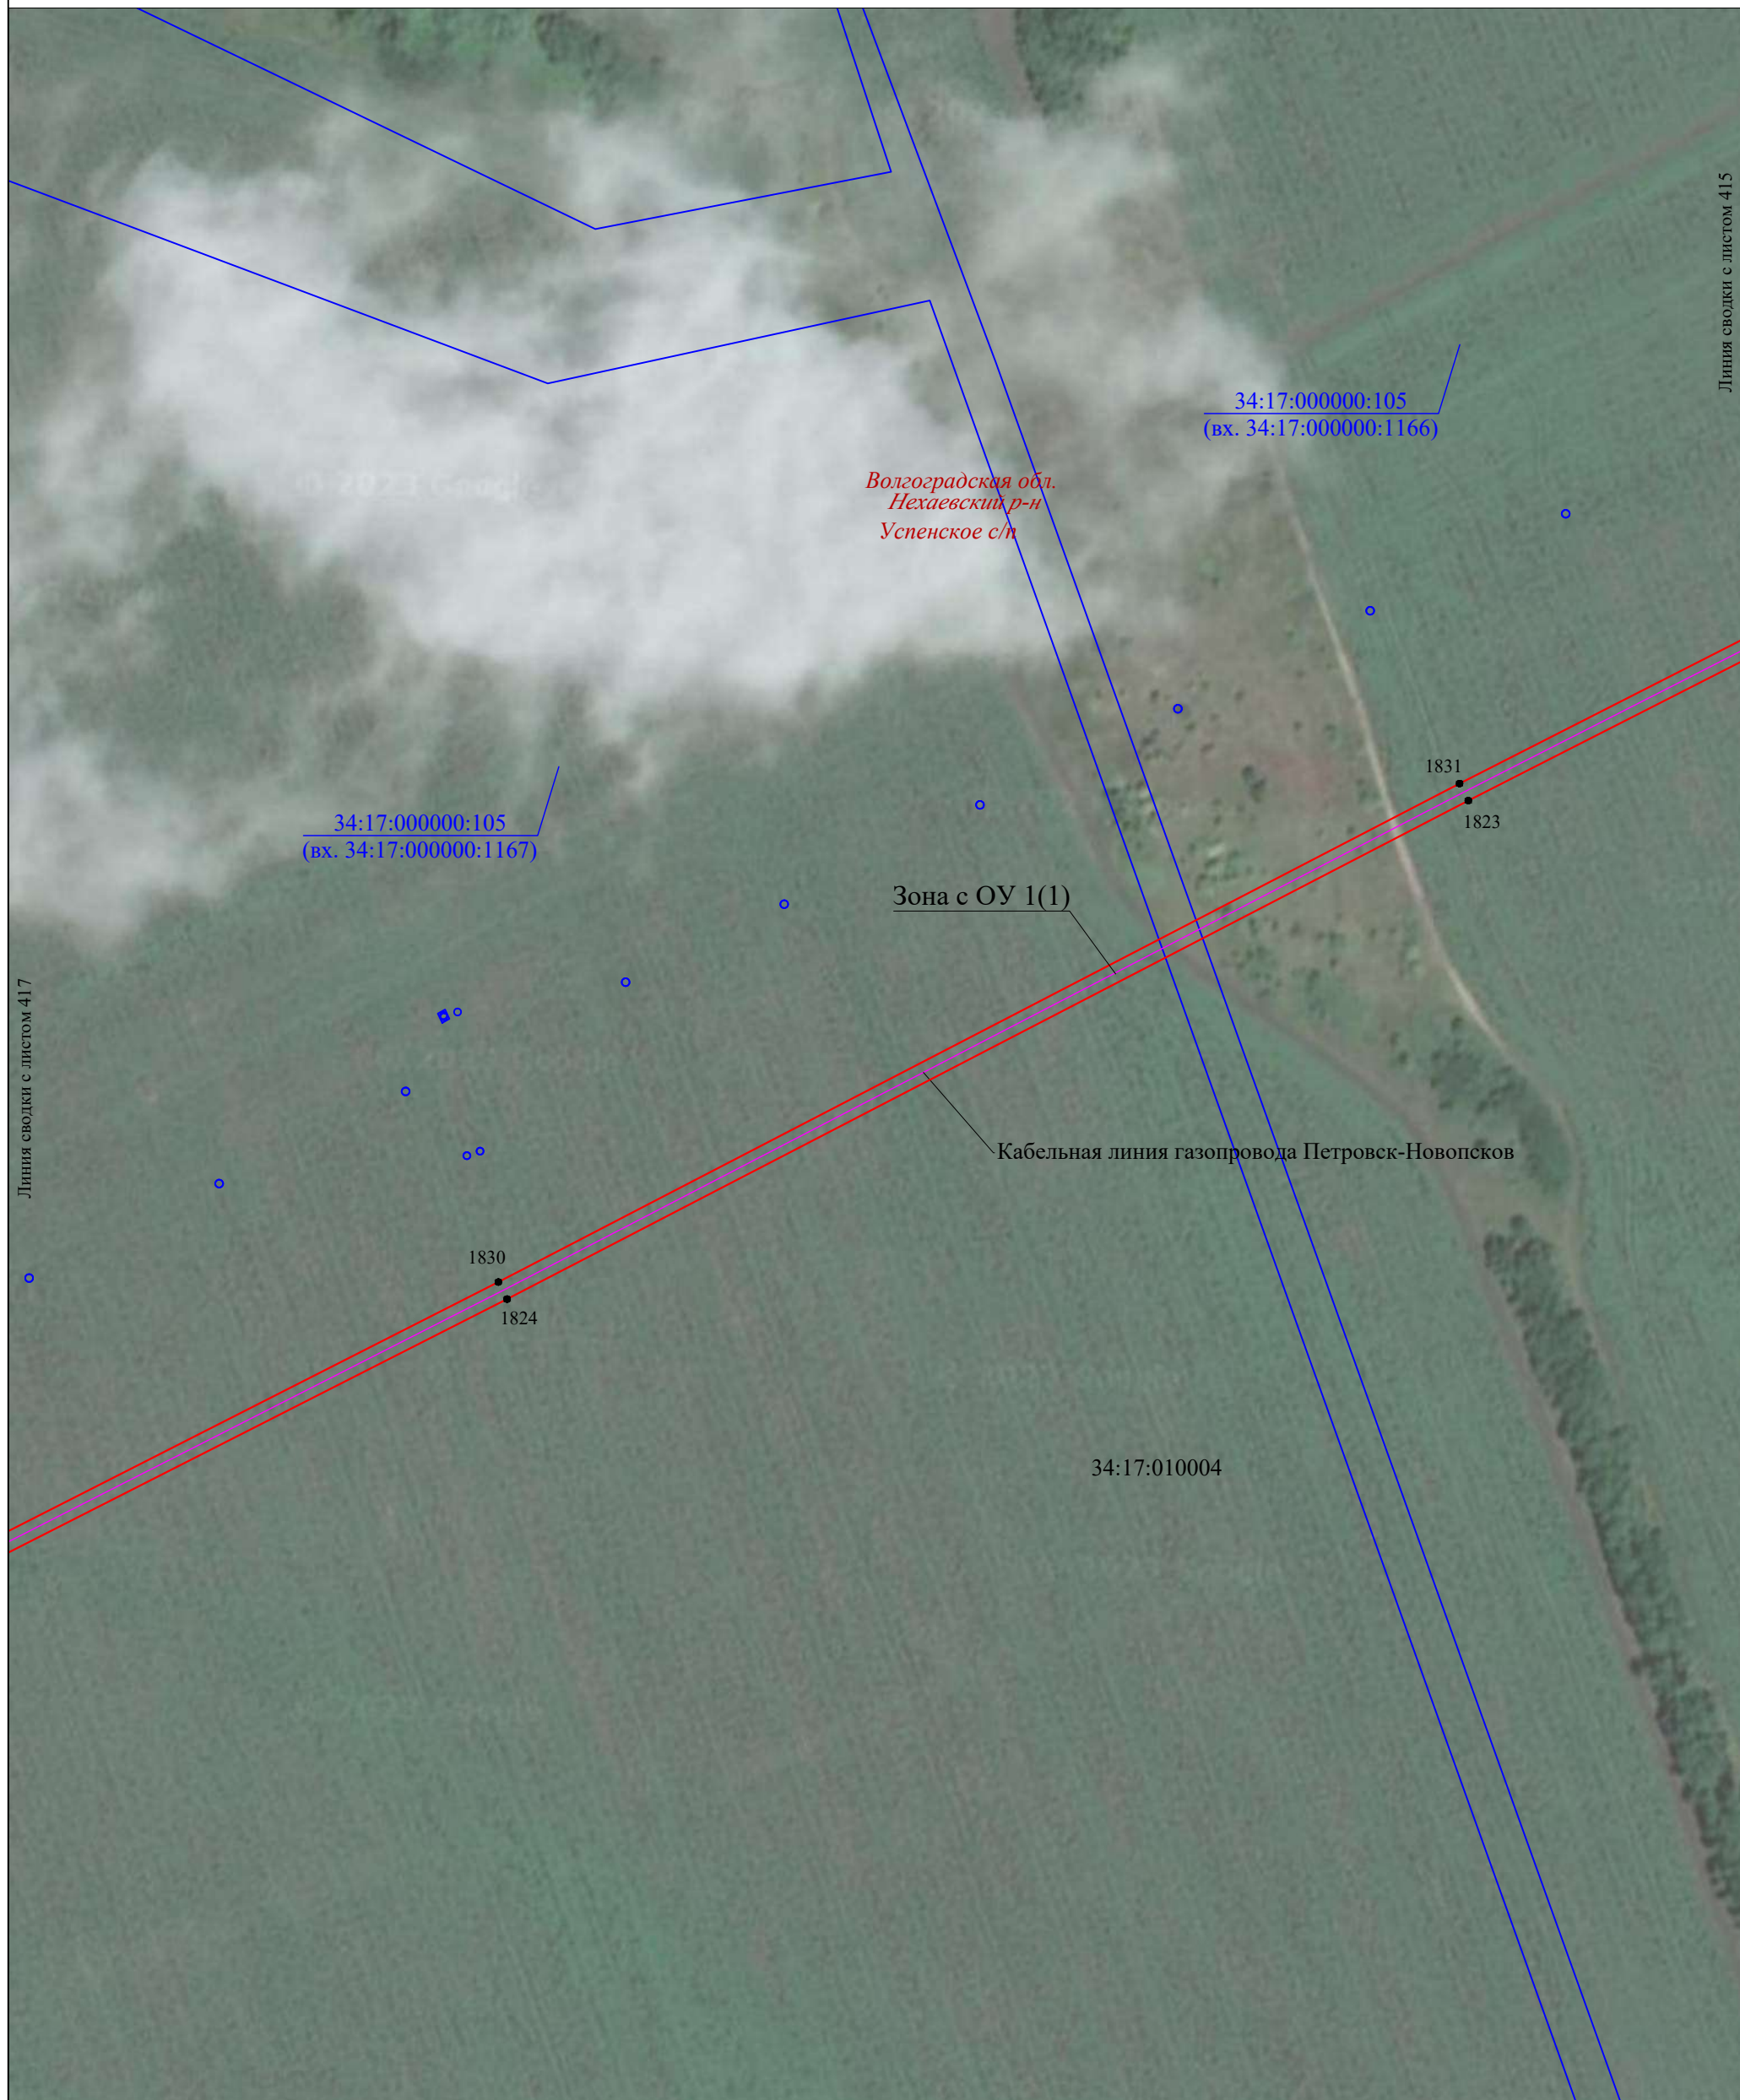 Линия сводки с листом 415
34:17:000000:105
(вх. 34:17:000000:1166)
Волгоградская обл.
Нехаевский р-н
Успенское с/п
1831
1823
34:17:000000:105
(вх. 34:17:000000:1167)
Зона с ОУ 1(1)
Линия сводки с листом 417
Кабельная линия газопровода Петровск-Новопсков
1830
1824
34:17:010004